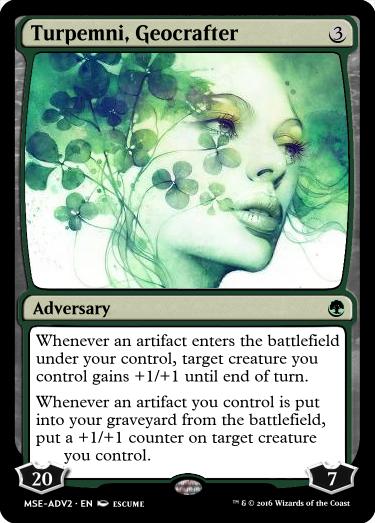 Turpemni, Geocrafter 3
Adversary
Whenever an artifact enters the battlefield
under your control, target creature you
control gains +1/+1 until end of turn.
Whenever an artifact you control is put
into your graveyard from the battlefield,
put a +1/+1 counter on target creature
you control.
20
7
MSE-ADV2 • EN ESCUME
™ & © 2016 Wizards of the Coast